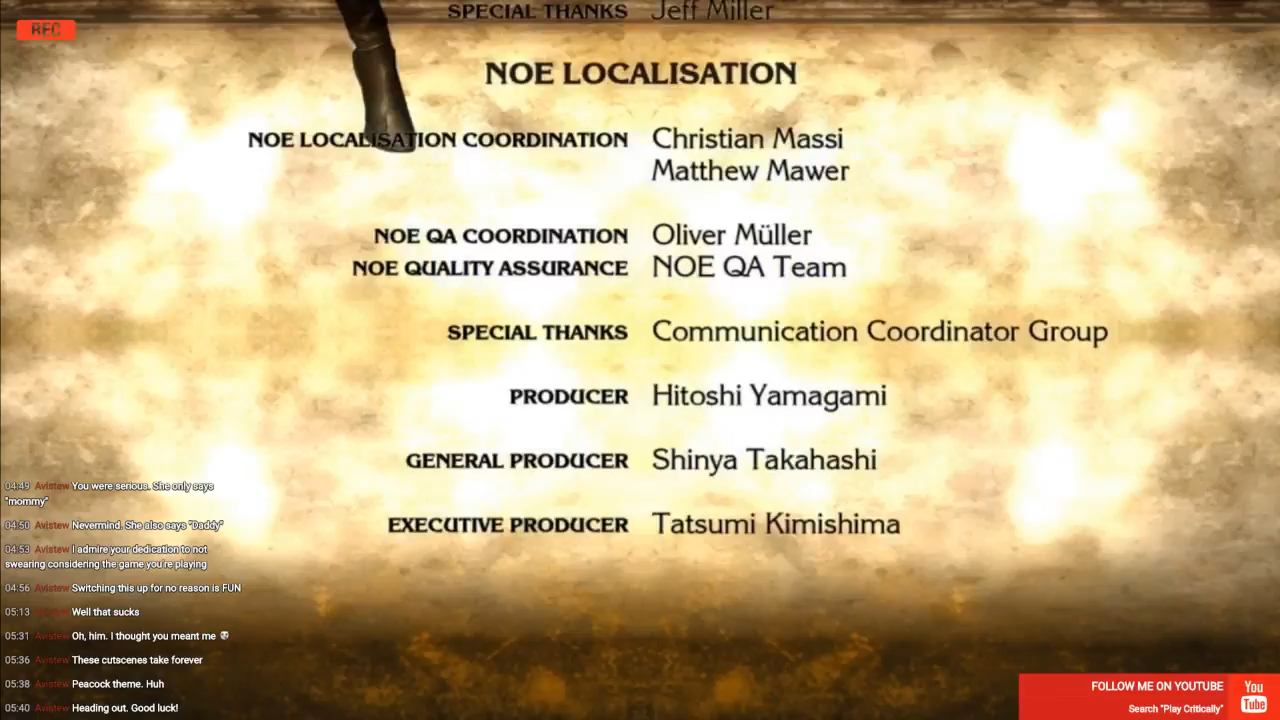 SPECIAL THANKS Jeff Miller
REC
NOE LOCALISATION
NOE LOCALISATION COORDINATION Christian Massi
Matthew Mawer
NOE QA COORDINATION Oliver Müller
NOE QUALITY ASSURANCE NOE QA Team
SPECIAL THANKS Communication Coordinator Group
PRODUCER Hitoshi Yamagami
GENERAL PRODUCER Shinya Takahashi
EXECUTIVE PRODUCER Tatsumi Kimishima
04:49 Avistew You were serious. She only says
"mommy"
04:50 Avistew Nevermind. She also says "Daddy"
04:53 Avistew I admire your dedication to not
swearing considering the game you're playing
04:56 Avistew Switching this up for no reason is FUN
05:13 Avistew Well that sucks
05:31 Avistew Oh, him. I thought you meant me
05:36 Avistew These cutscenes take forever
05:38 Avistew Peacock theme. Huh
05:40 Avistew Heading out. Good luck!
FOLLOW ME ON YOUTUBE
Search "Play Critically"
You
Tube